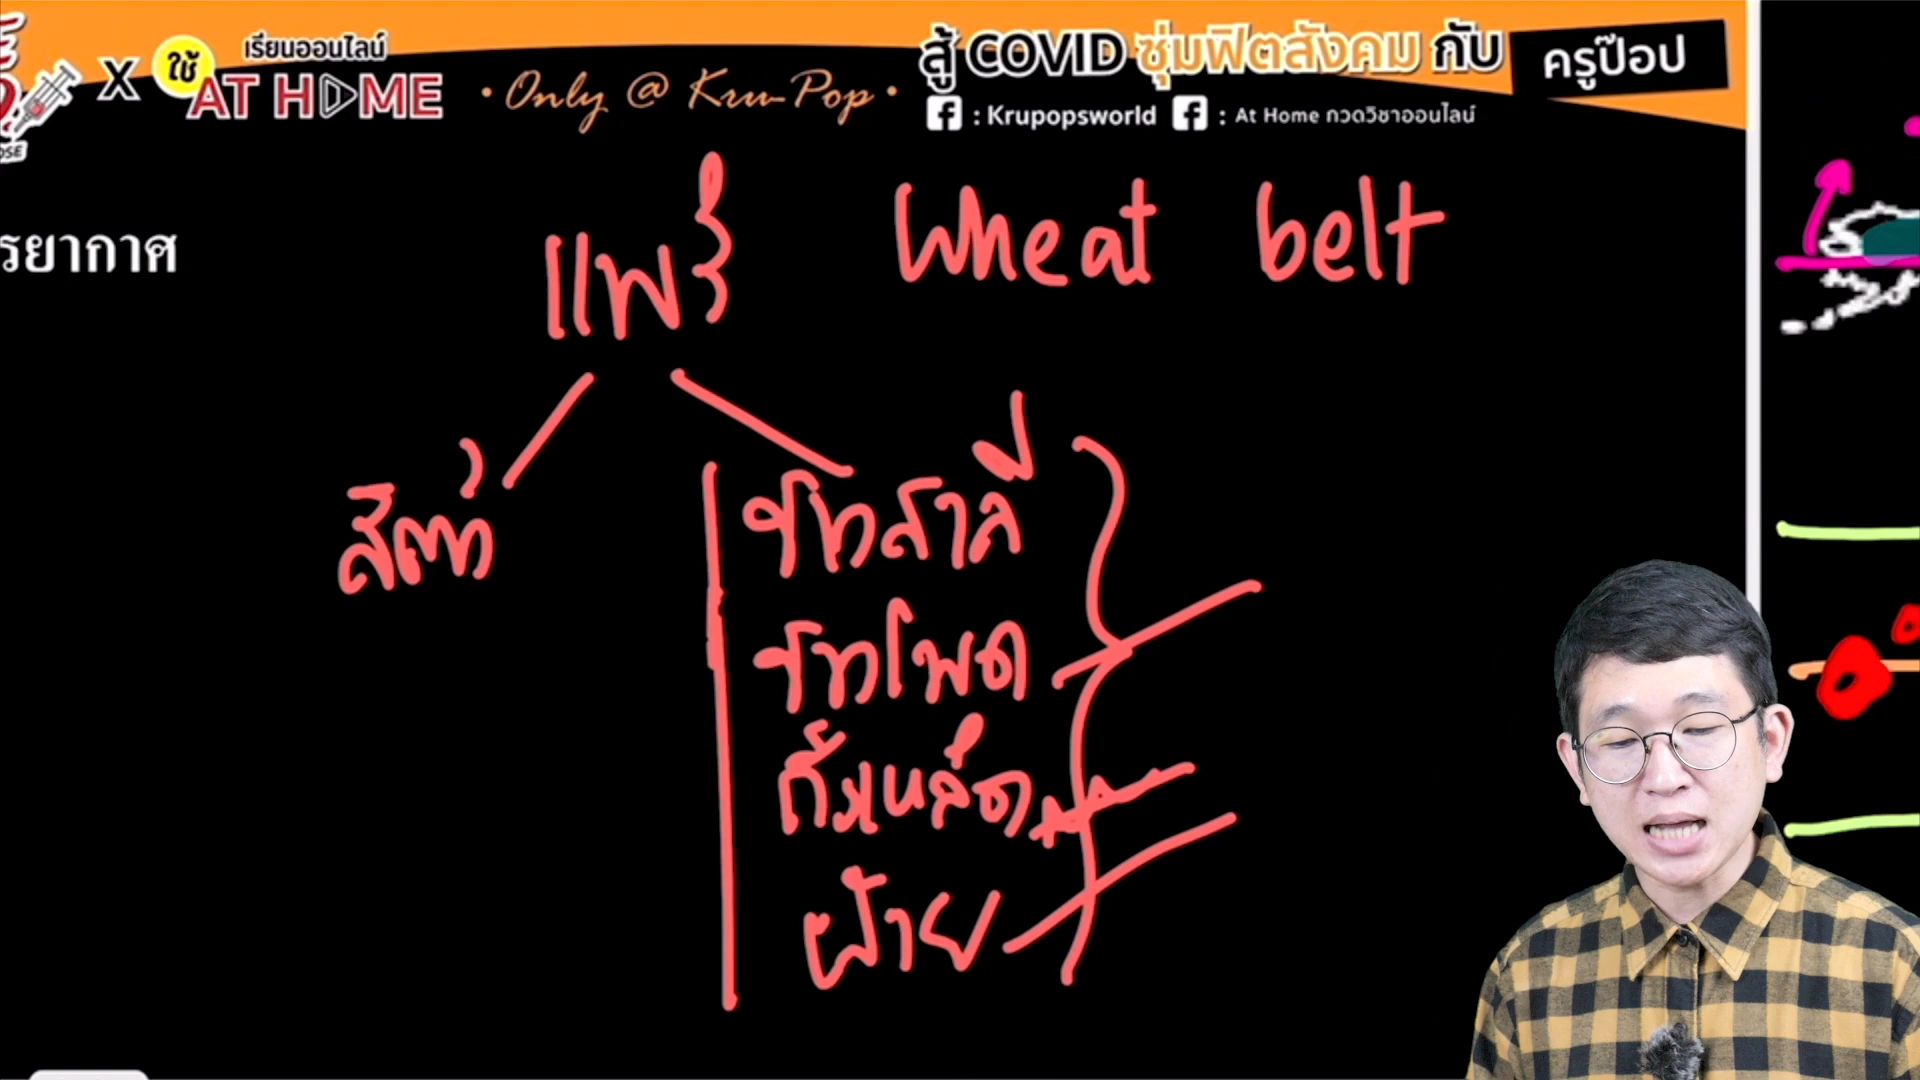 X ใช้ เรียนออนไลน์ AT HOME
• Only @ Kru-Pop •
สู้ COVID ซุ่มฟิตสังคม กับ ครูป๊อป
: Krupopsworld : At Home กวดวิชาออนไลน์
รยากาศ
Wheat belt
แพร่
สัตว์
ข้าวสาลี
ข้าวโพด
ถั่วเหลือง
ฝ้าย